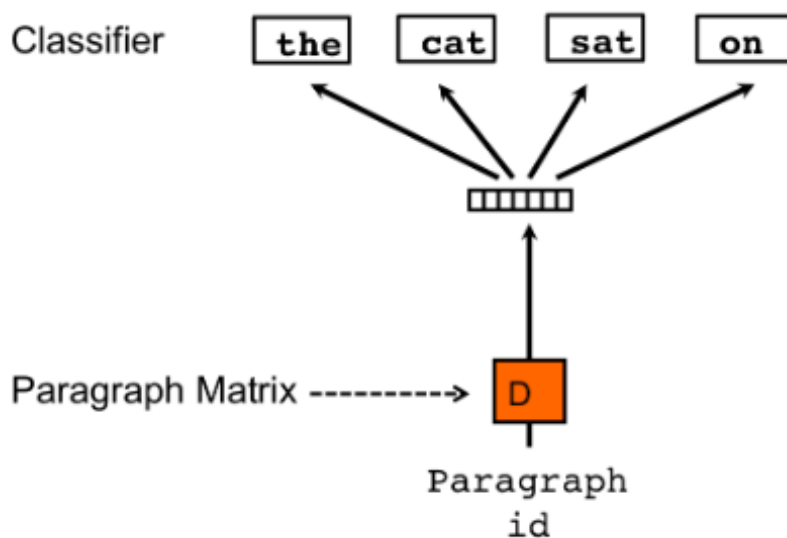 Classifier the cat sat on
Paragraph Matrix D
Paragraph
id